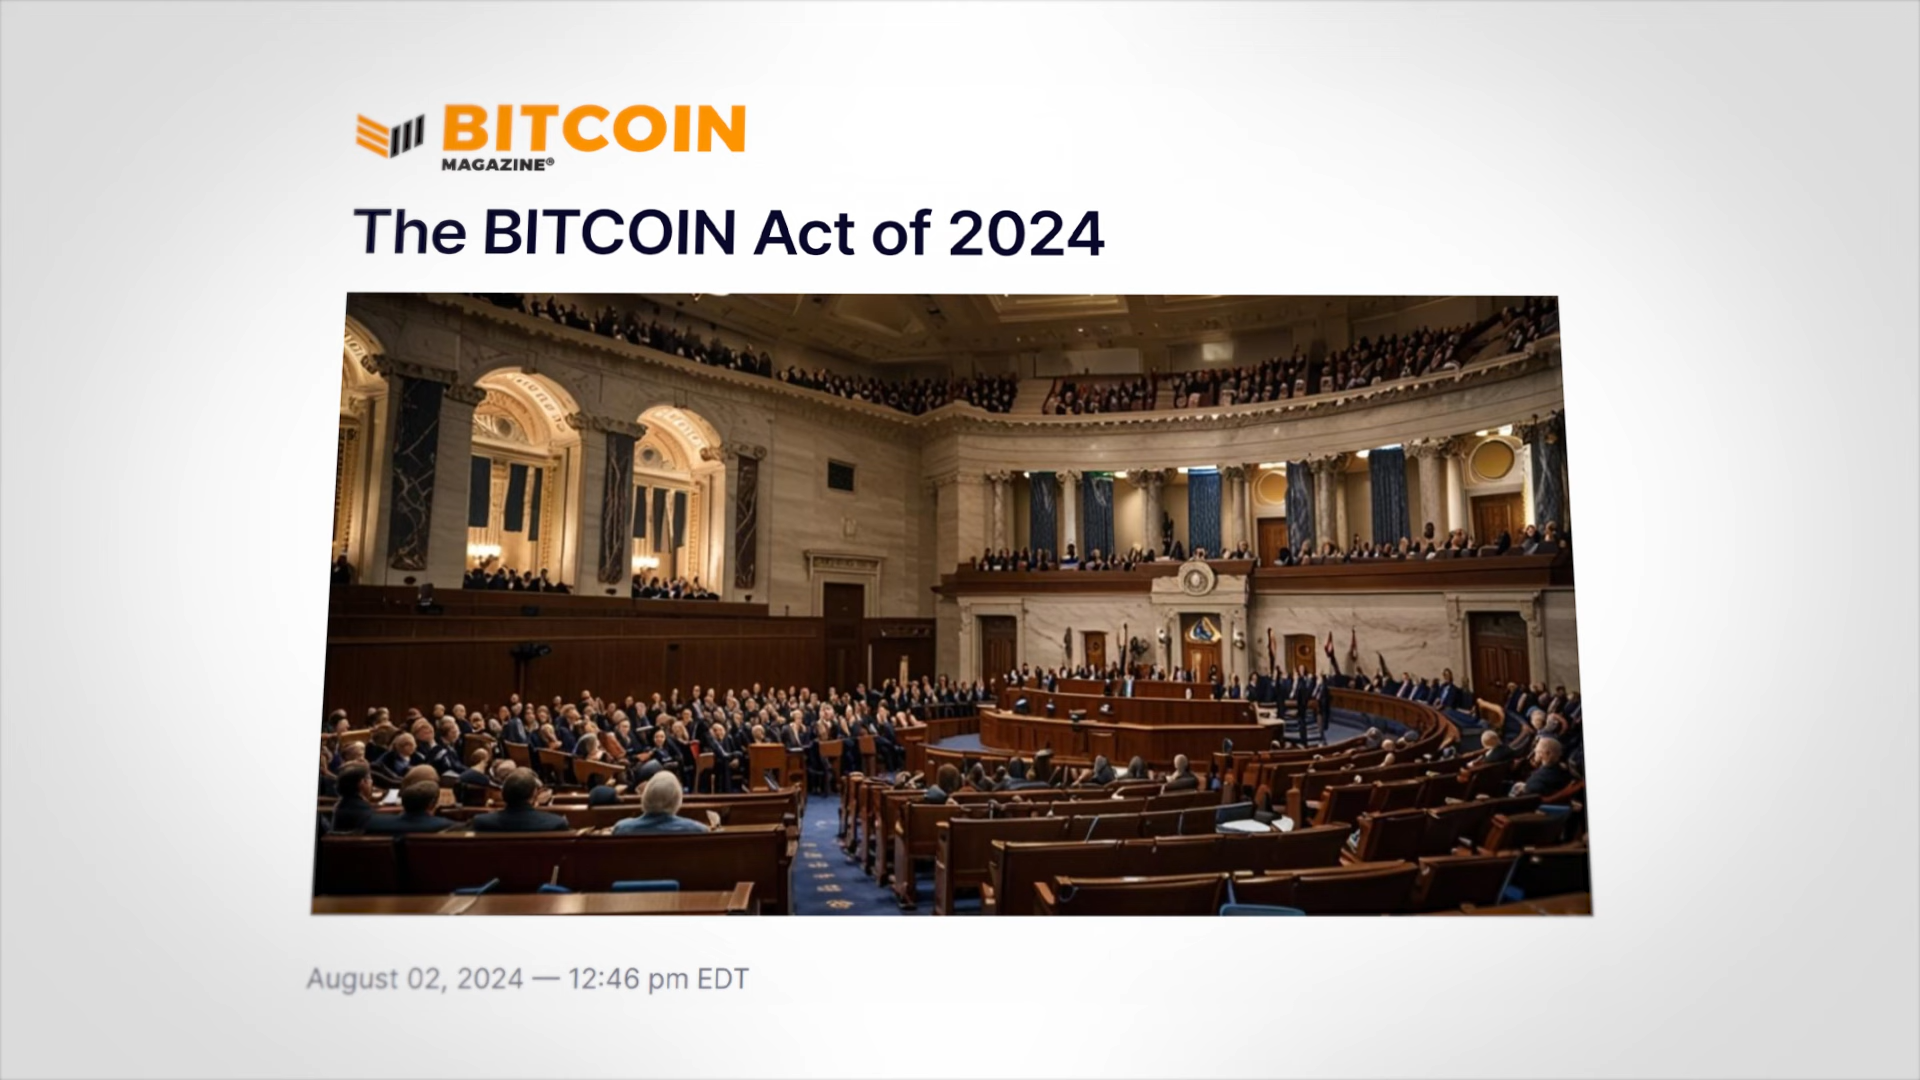 BITCOIN
MAGAZINE®
The BITCOIN Act of 2024
August 02, 2024 — 12:46 pm EDT